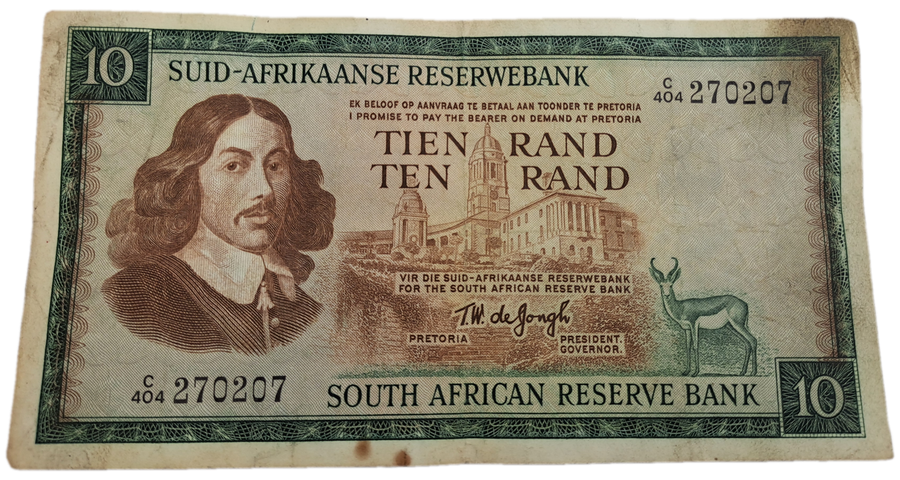 10
SUID-AFRIKAANSE RESERWEBANK
C/404 270207
EK BELOOF OP AANVRAAG TE BETAAL AAN TOONDER TE PRETORIA
I PROMISE TO PAY THE BEARER ON DEMAND AT PRETORIA
TIEN RAND
TEN RAND
VIR DIE SUID-AFRIKAANSE RESERWEBANK
FOR THE SOUTH AFRICAN RESERVE BANK
T.W. de Jongh
PRETORIA PRESIDENT.
GOVERNOR.
C/404 270207
SOUTH AFRICAN RESERVE BANK
10